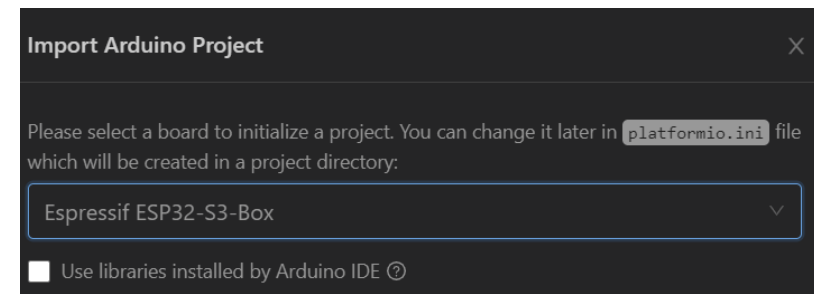 Import Arduino Project
Please select a board to initialize a project. You can change it later in platformio.ini file
which will be created in a project directory:
Espressif ESP32-S3-Box
Use libraries installed by Arduino IDE